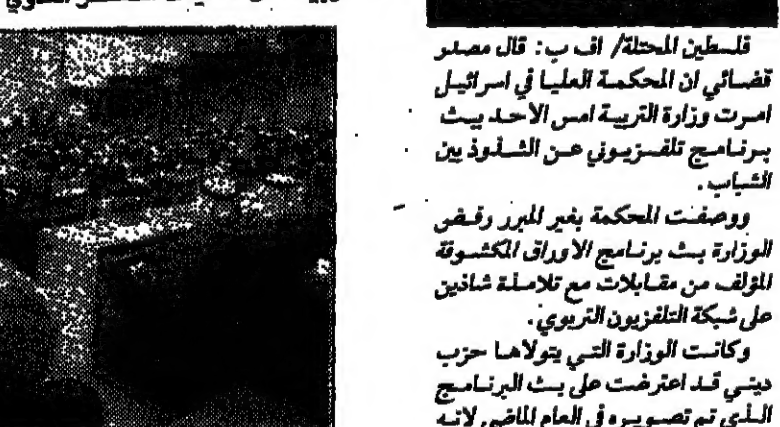 فلسطين المحتلة/ اف ب: قال مصدر
قضائي ان المحكمة العليا في اسرائيل
امرت وزارة التربية امس الاحد ببث
برنامج تلفزيوني عن الشذوذ بين
الشباب.
ووصفت المحكمة بغير المبرر رفض
الوزارة بث برنامج الاوراق المكشوفة
المؤلف من مقابلات مع تلامذة شاذين
على شبكة التلفزيون التربوي.
وكانت الوزارة التي يتولاها حزب
ديني قد اعترضت على بث البرنامج
الذي تم تصويره في العام الماضي لانه